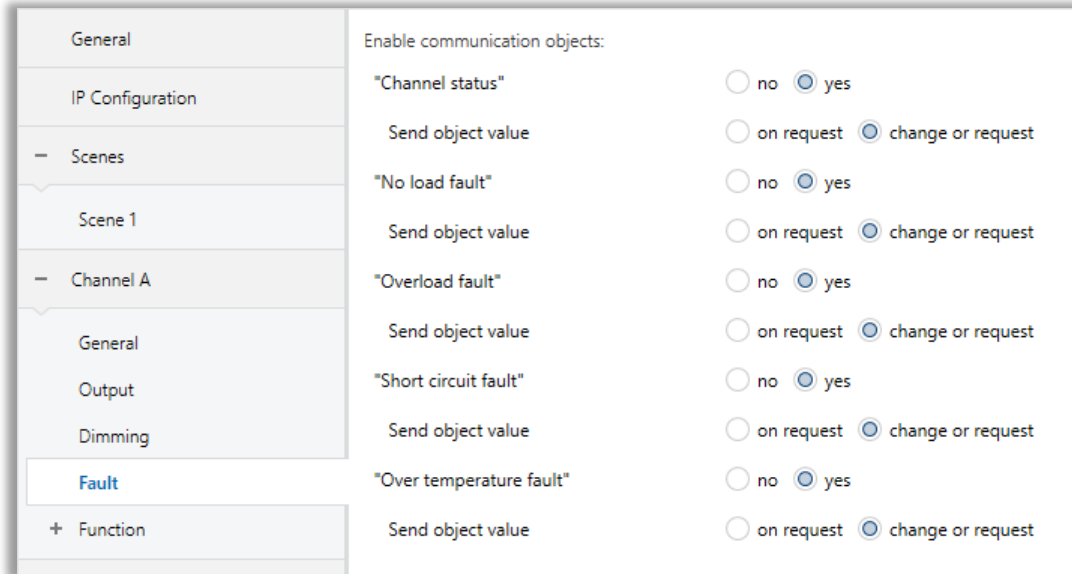 General
IP Configuration
− Scenes
Scene 1
− Channel A
General
Output
Dimming
Fault
+ Function
Enable communication objects:
"Channel status" no yes
Send object value on request change or request
"No load fault" no yes
Send object value on request change or request
"Overload fault" no yes
Send object value on request change or request
"Short circuit fault" no yes
Send object value on request change or request
"Over temperature fault" no yes
Send object value on request change or request